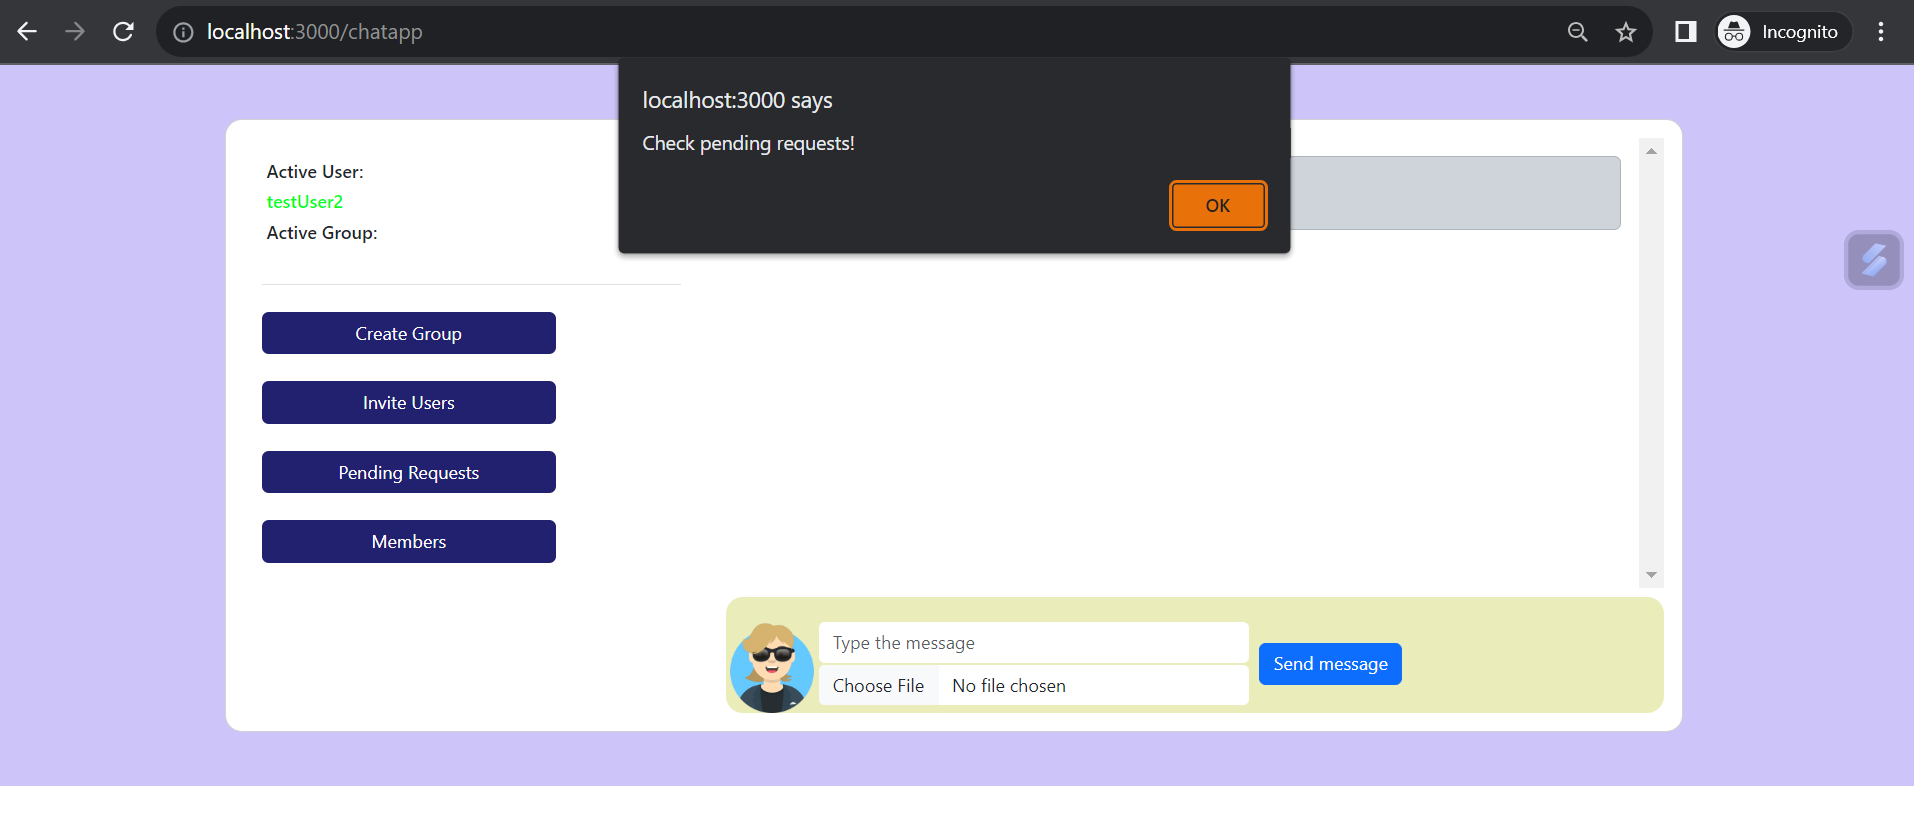 localhost:3000/chatapp
Incognito
localhost:3000 says
Check pending requests!
OK
Active User:
testUser2
Active Group:
Create Group
Invite Users
Pending Requests
Members
Type the message
Choose File No file chosen
Send message